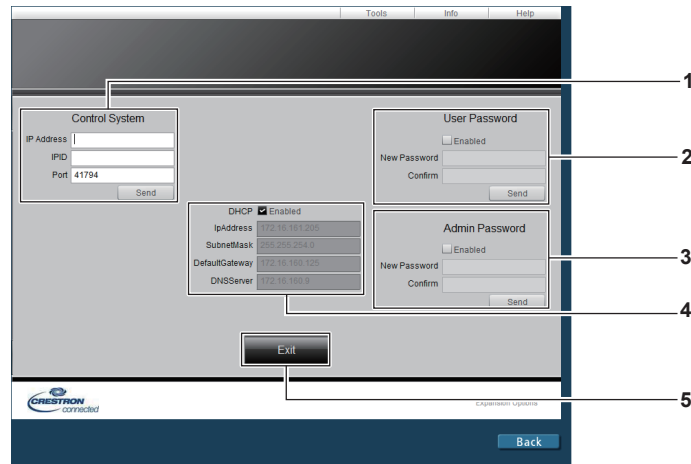 Tools Info Help
1
Control System
IP Address
IPID
Port 41794
Send
User Password
Enabled
New Password
Confirm
Send
2
DHCP Enabled
IpAddress 172.16.161.205
SubnetMask 255.255.254.0
DefaultGateway 172.16.160.125
DNSServer 172.16.160.9
Admin Password
Enabled
New Password
Confirm
Send
3
4
Exit
5
CRESTRON
connected
Expansion Options
Back